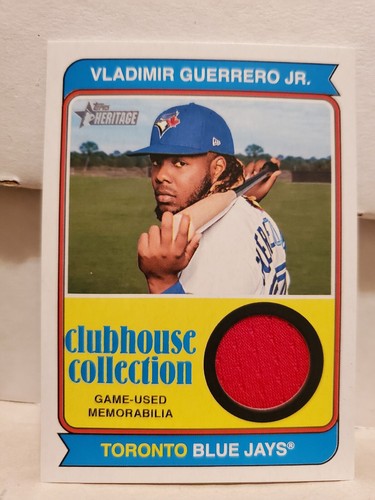 VLADIMIR GUERRERO JR.
Topps
HERITAGE
clubhouse
collection
GAME-USED
MEMORABILIA
TORONTO BLUE JAYS®